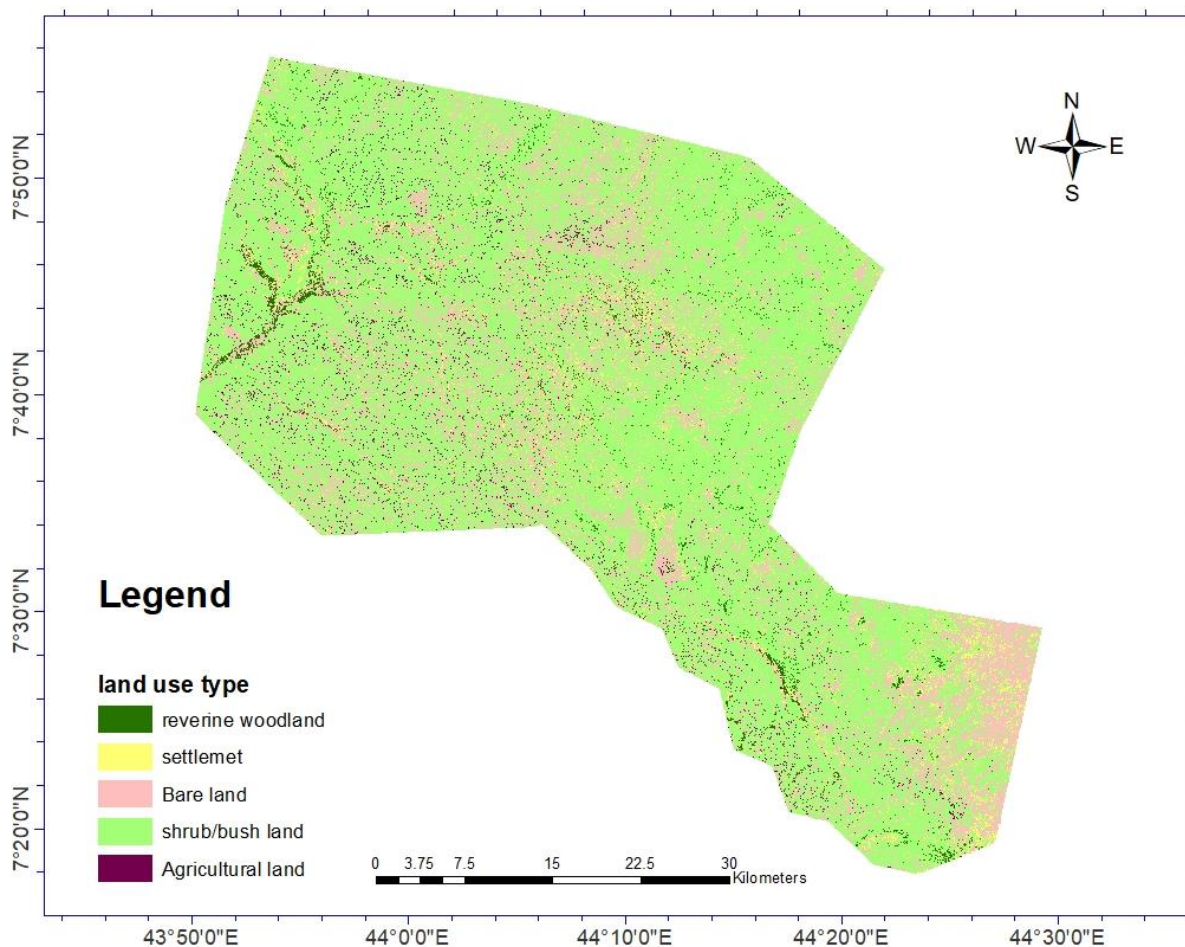 N
W E
S
7°50'0"N
7°40'0"N
7°30'0"N
7°20'0"N
Legend
land use type
reverine woodland
settlemet
Bare land
shrub/bush land
Agricultural land
0 3.75 7.5 15 22.5 30
Kilometers
43°50'0"E 44°0'0"E 44°10'0"E 44°20'0"E 44°30'0"E